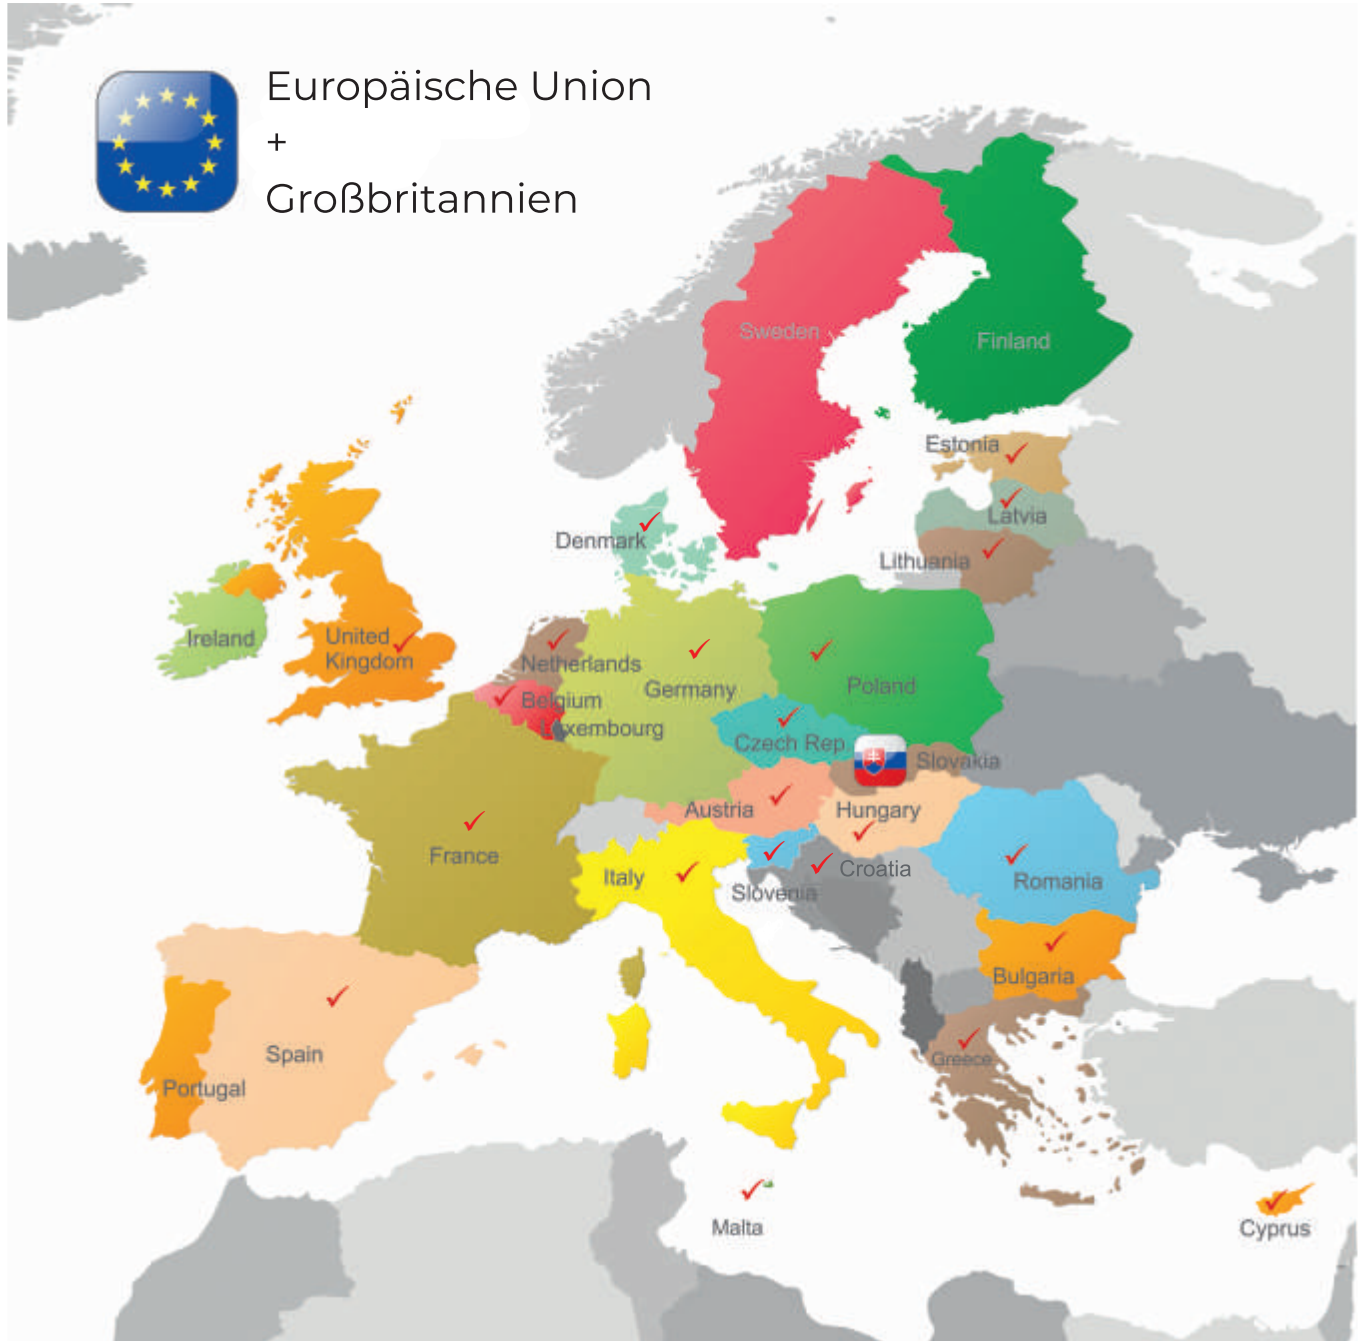 Europäische Union
+
Großbritannien
Sweden
Finland
Estonia
Latvia
Denmark
Lithuania
Ireland
United
Kingdom
Netherlands
Germany
Poland
Belgium
Luxembourg
Czech Rep.
Slovakia
Austria
Hungary
France
Italy
Slovenia
Croatia
Romania
Bulgaria
Spain
Portugal
Greece
Malta
Cyprus